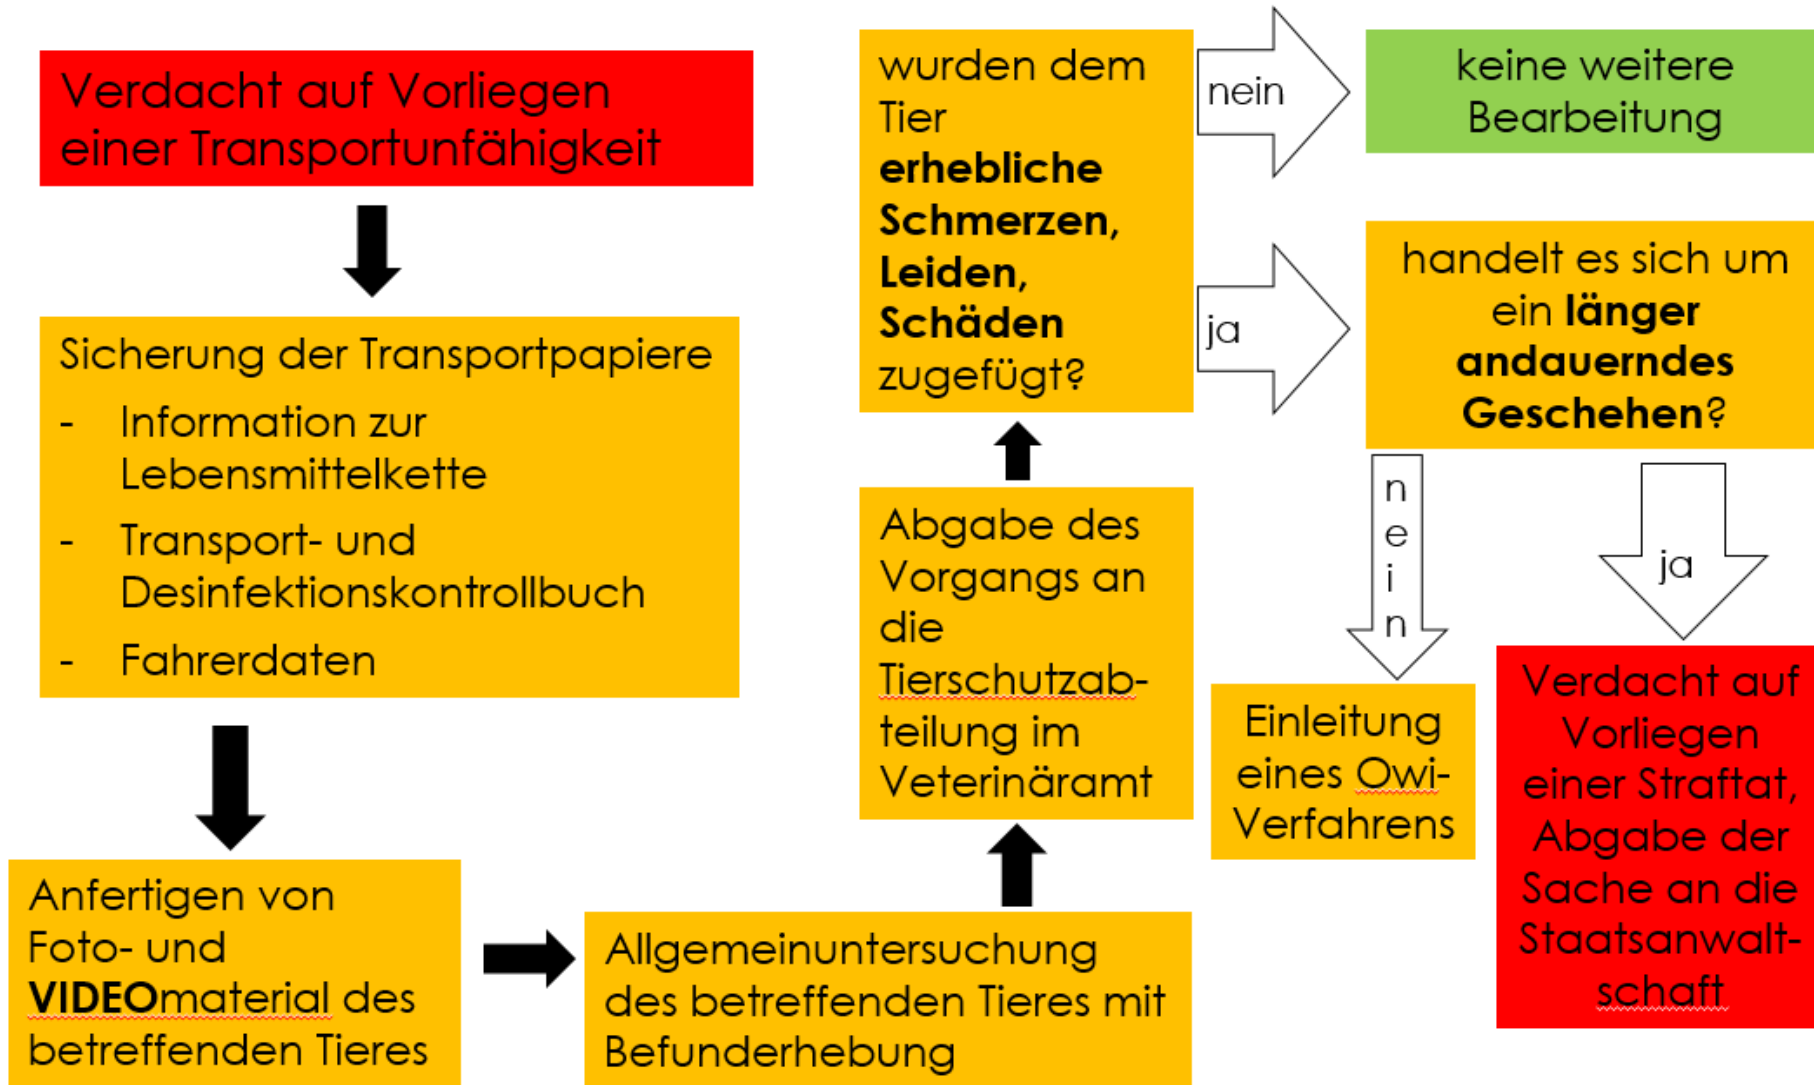 Verdacht auf Vorliegen
einer Transportunfähigkeit
Sicherung der Transportpapiere
- Information zur
Lebensmittelkette
- Transport- und
Desinfektionskontrollbuch
- Fahrerdaten
Anfertigen von
Foto- und
VIDEOmaterial des
betreffenden Tieres
Allgemeinuntersuchung
des betreffenden Tieres mit
Befunderhebung
Abgabe des
Vorgangs an
die
Tierschutzab-
teilung im
Veterinäramt
wurden dem
Tier
erhebliche
Schmerzen,
Leiden,
Schäden
zugefügt?
nein
keine weitere
Bearbeitung
ja
handelt es sich um
ein länger
andauerndes
Geschehen?
nein
Einleitung
eines Owi-
Verfahrens
ja
Verdacht auf
Vorliegen
einer Straftat,
Abgabe der
Sache an die
Staatsanwalt-
schaft